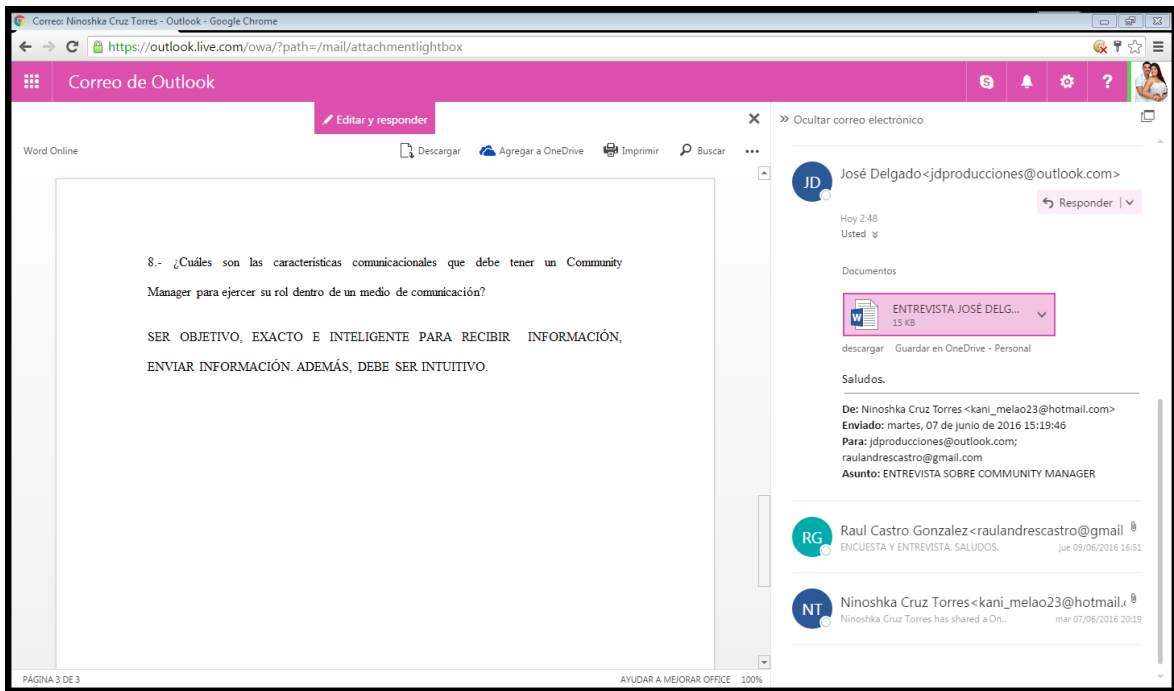 Correo: Ninoshka Cruz Torres - Outlook - Google Chrome
https://outlook.live.com/owa/?path=/mail/attachmentlightbox
Correo de Outlook
?
Editar y responder
Ocultar correo electrónico
Word Online
Descargar Agregar a OneDrive Imprimir Buscar
8.- ¿Cuáles son las características comunicacionales que debe tener un Community
Manager para ejercer su rol dentro de un medio de comunicación?
SER OBJETIVO, EXACTO E INTELIGENTE PARA RECIBIR INFORMACIÓN,
ENVIAR INFORMACIÓN. ADEMÁS, DEBE SER INTUITIVO.
PÁGINA 3 DE 3
AYUDAR A MEJORAR OFFICE 100%
JD
José Delgado<jdproducciones@outlook.com>
Responder
Hoy 2:48
Usted
Documentos
ENTREVISTA JOSÉ DELG...
15 KB
descargar Guardar en OneDrive - Personal
Saludos.
De: Ninoshka Cruz Torres <kani_melao23@hotmail.com>
Enviado: martes, 07 de junio de 2016 15:19:46
Para: jdproducciones@outlook.com;
raulandrescastro@gmail.com
Asunto: ENTREVISTA SOBRE COMMUNITY MANAGER
RG
Raul Castro Gonzalez<raulandrescastro@gmail
ENCUESTA Y ENTREVISTA. SALUDOS. jue 09/06/2016 16:51
NT
Ninoshka Cruz Torres<kani_melao23@hotmail.c
Ninoshka Cruz Torres has shared a On.. mar 07/06/2016 20:19